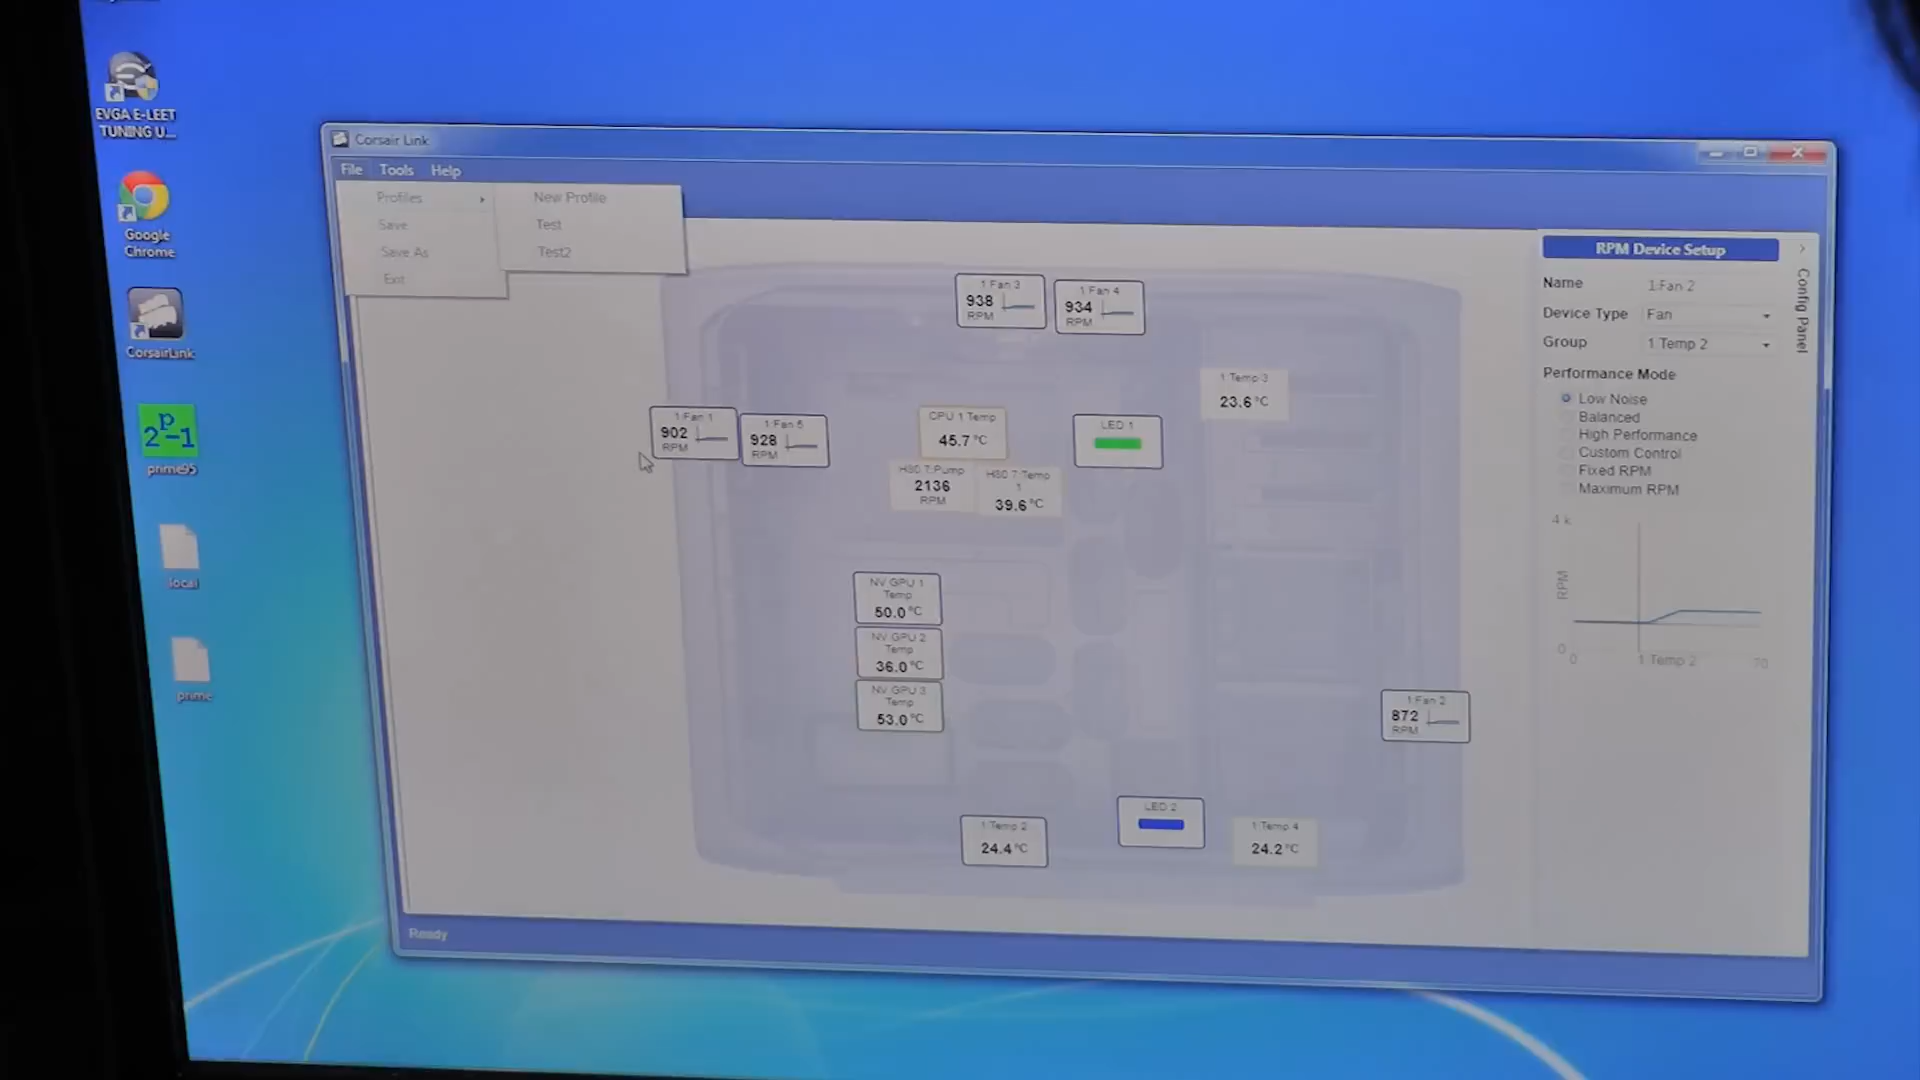 EVGA E-LEET
TUNING U...
Google
Chrome
CorsairLink
2ᴾ-1
prime95
local
prime
Corsair Link
File Tools Help
Profiles
Save
Save As
Exit
New Profile
Test
Test2
1 Fan 3
938
RPM
1 Fan 4
934
RPM
1 Temp 3
23.6 °C
1 Fan 1
902
RPM
1 Fan 5
928
RPM
CPU 1 Temp
45.7 °C
LED 1
H80 7 Pump
2136
RPM
H80 7 Temp
1
39.6 °C
NV GPU 1
Temp
50.0 °C
NV GPU 2
Temp
36.0 °C
NV GPU 3
Temp
53.0 °C
1 Fan 2
872
RPM
LED 2
1 Temp 2
24.4 °C
1 Temp 4
24.2 °C
Ready
RPM Device Setup
Config Panel
Name 1 Fan 2
Device Type Fan
Group 1 Temp 2
Performance Mode
Low Noise
Balanced
High Performance
Custom Control
Fixed RPM
Maximum RPM
4 k
RPM
0
0 1 Temp 2 70